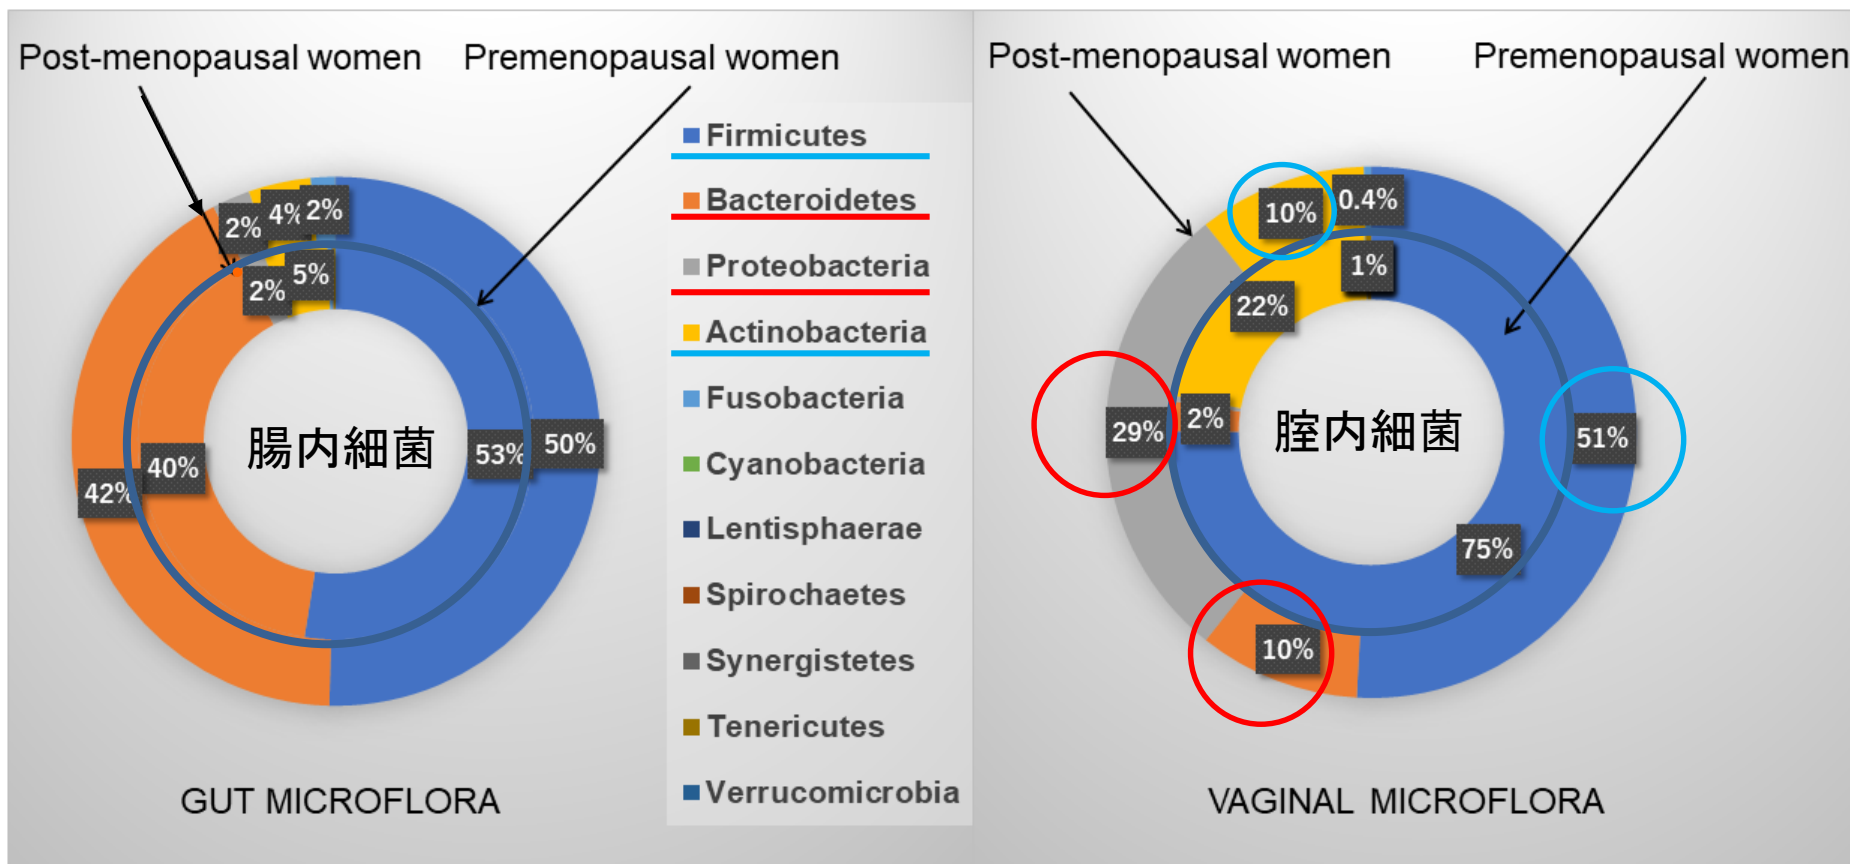 Post-menopausal women
Premenopausal women
2%
4%
2%
2%
5%
腸内細菌
40%
42%
53%
50%
GUT MICROFLORA
Firmicutes
Bacteroidetes
Proteobacteria
Actinobacteria
Fusobacteria
Cyanobacteria
Lentisphaerae
Spirochaetes
Synergistetes
Tenericutes
Verrucomicrobia
Post-menopausal women
Premenopausal women
10%
0.4%
1%
22%
29%
2%
腟内細菌
51%
75%
10%
VAGINAL MICROFLORA